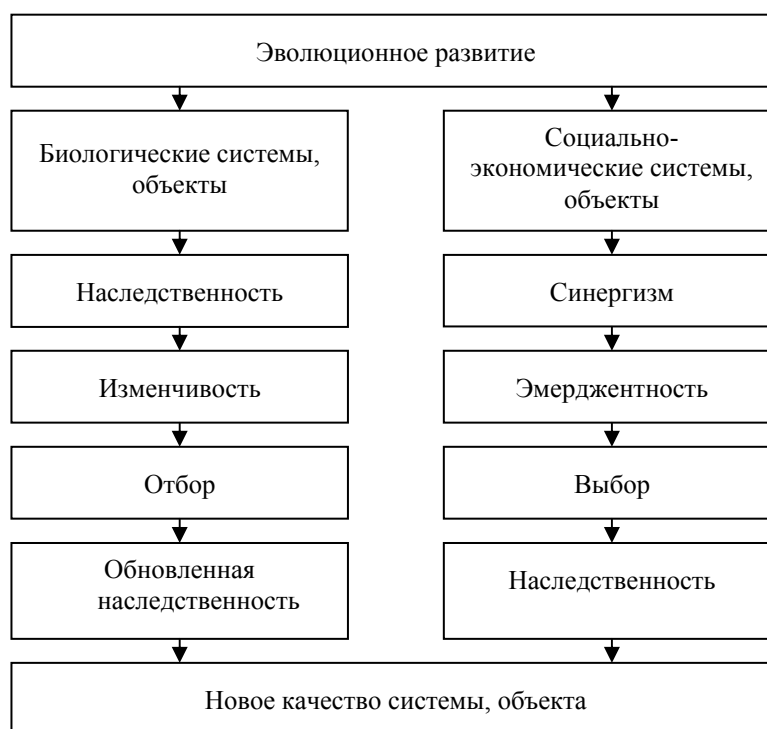 Эволюционное развитие
Биологические системы,
объекты
Социально-
экономические системы,
объекты
Наследственность
Синергизм
Изменчивость
Эмерджентность
Отбор
Выбор
Обновленная
наследственность
Наследственность
Новое качество системы, объекта